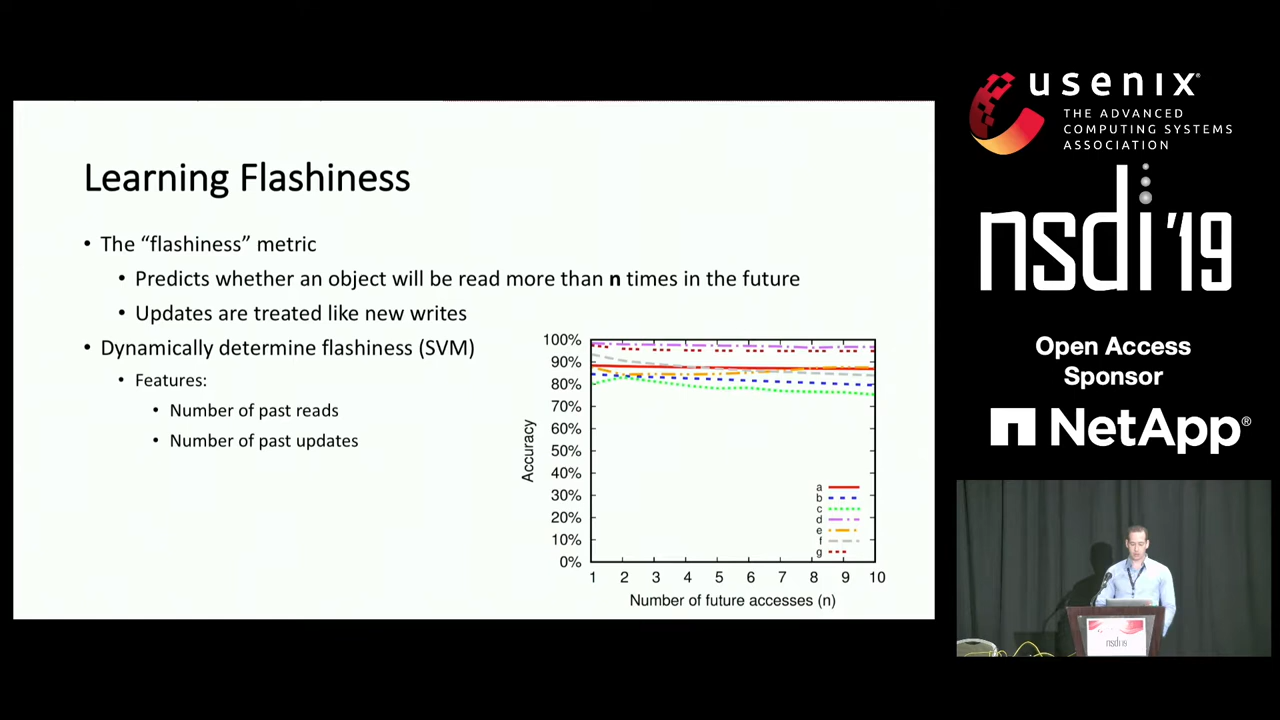 Learning Flashiness
• The “flashiness” metric
• Predicts whether an object will be read more than n times in the future
• Updates are treated like new writes
• Dynamically determine flashiness (SVM)
• Features:
• Number of past reads
• Number of past updates
Accuracy
100%
90%
80%
70%
60%
50%
40%
30%
20%
10%
0%
a
b
c
d
e
f
g
1 2 3 4 5 6 7 8 9 10
Number of future accesses (n)
usenix®
THE ADVANCED
COMPUTING SYSTEMS
ASSOCIATION
nsdi '19
Open Access
Sponsor
NetApp®
nsdi'19